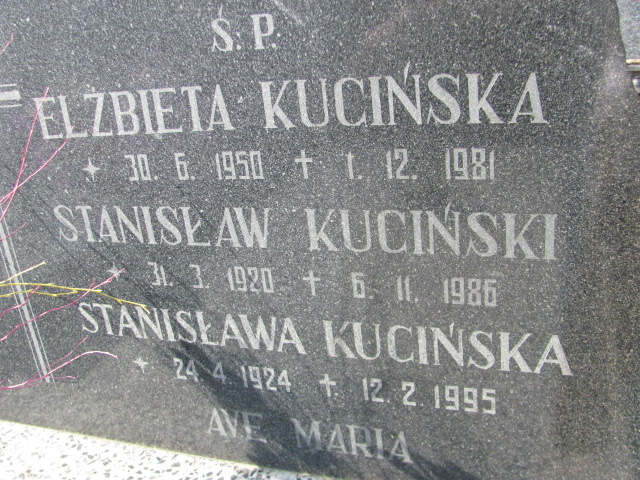 Ś.P.
ELŻBIETA KUCIŃSKA
30. 6. 1950 † 1. 12. 1981
STANISŁAW KUCIŃSKI
31. 3. 1920 † 6. 11. 1986
STANISŁAWA KUCIŃSKA
24.4.1924 † 12.2.1995
AVE MARIA